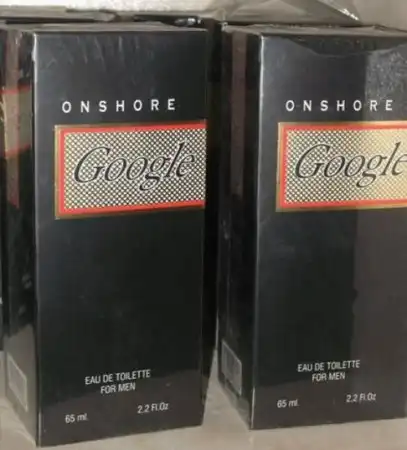 ONSHORE
Google
EAU DE TOILETTE
FOR MEN
65 ml. 2,2 Fl.Oz
ONSHORE
Google
EAU DE TOILETTE
FOR MEN
65 ml. 2,2 Fl.Oz